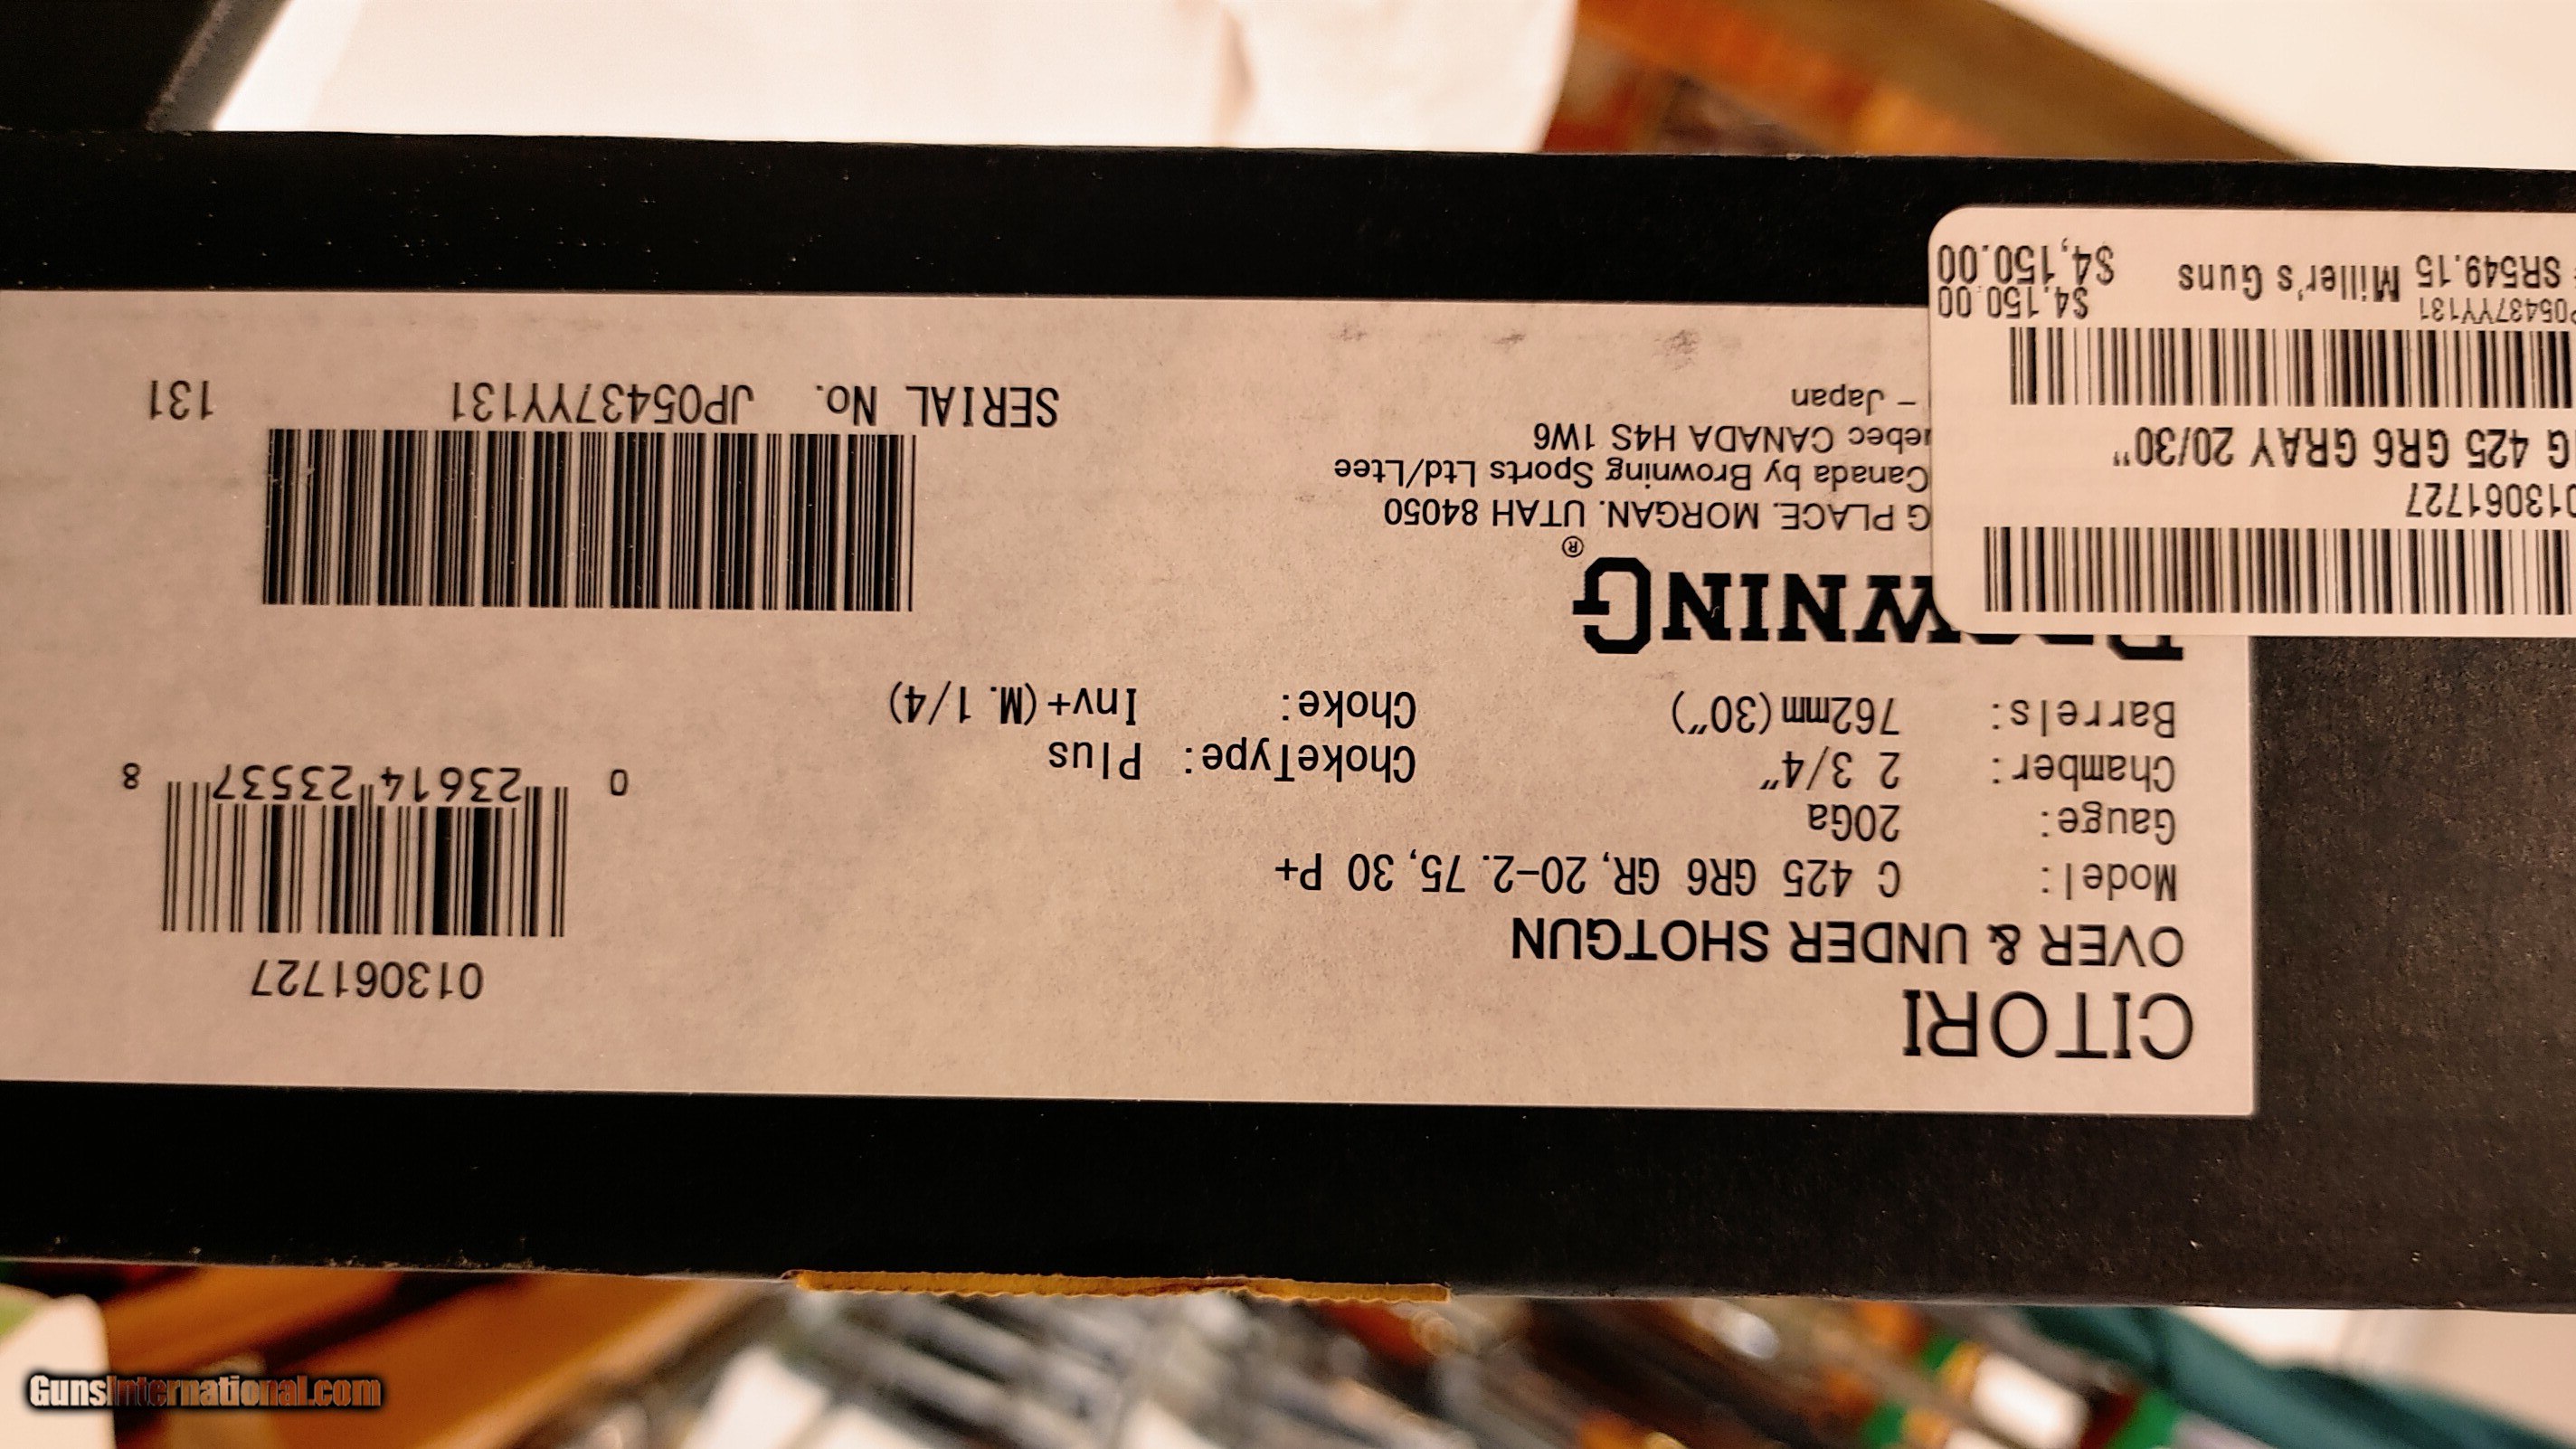 CITORI
OVER & UNDER SHOTGUN
Model: C 425 GR6 GR, 20-2.75, 30 P+
Gauge: 20Ga
Chamber: 2 3/4" ChokeType: Plus
Barrels: 762mm(30") Choke: Inv+(M.1/4)
BROWNING®
G PLACE. MORGAN. UTAH 84050
Canada by Browning Sports Ltd/Ltee
uebec CANADA H4S 1W6
- Japan
013061727
0 23614 23537 8
SERIAL No. JP05437YY131 131
013061727
G 425 GR6 GRAY 20/30"
P05437YY131 $4,150.00
SR549.15 Miller's Guns $4,150.00
GunsInternational.com